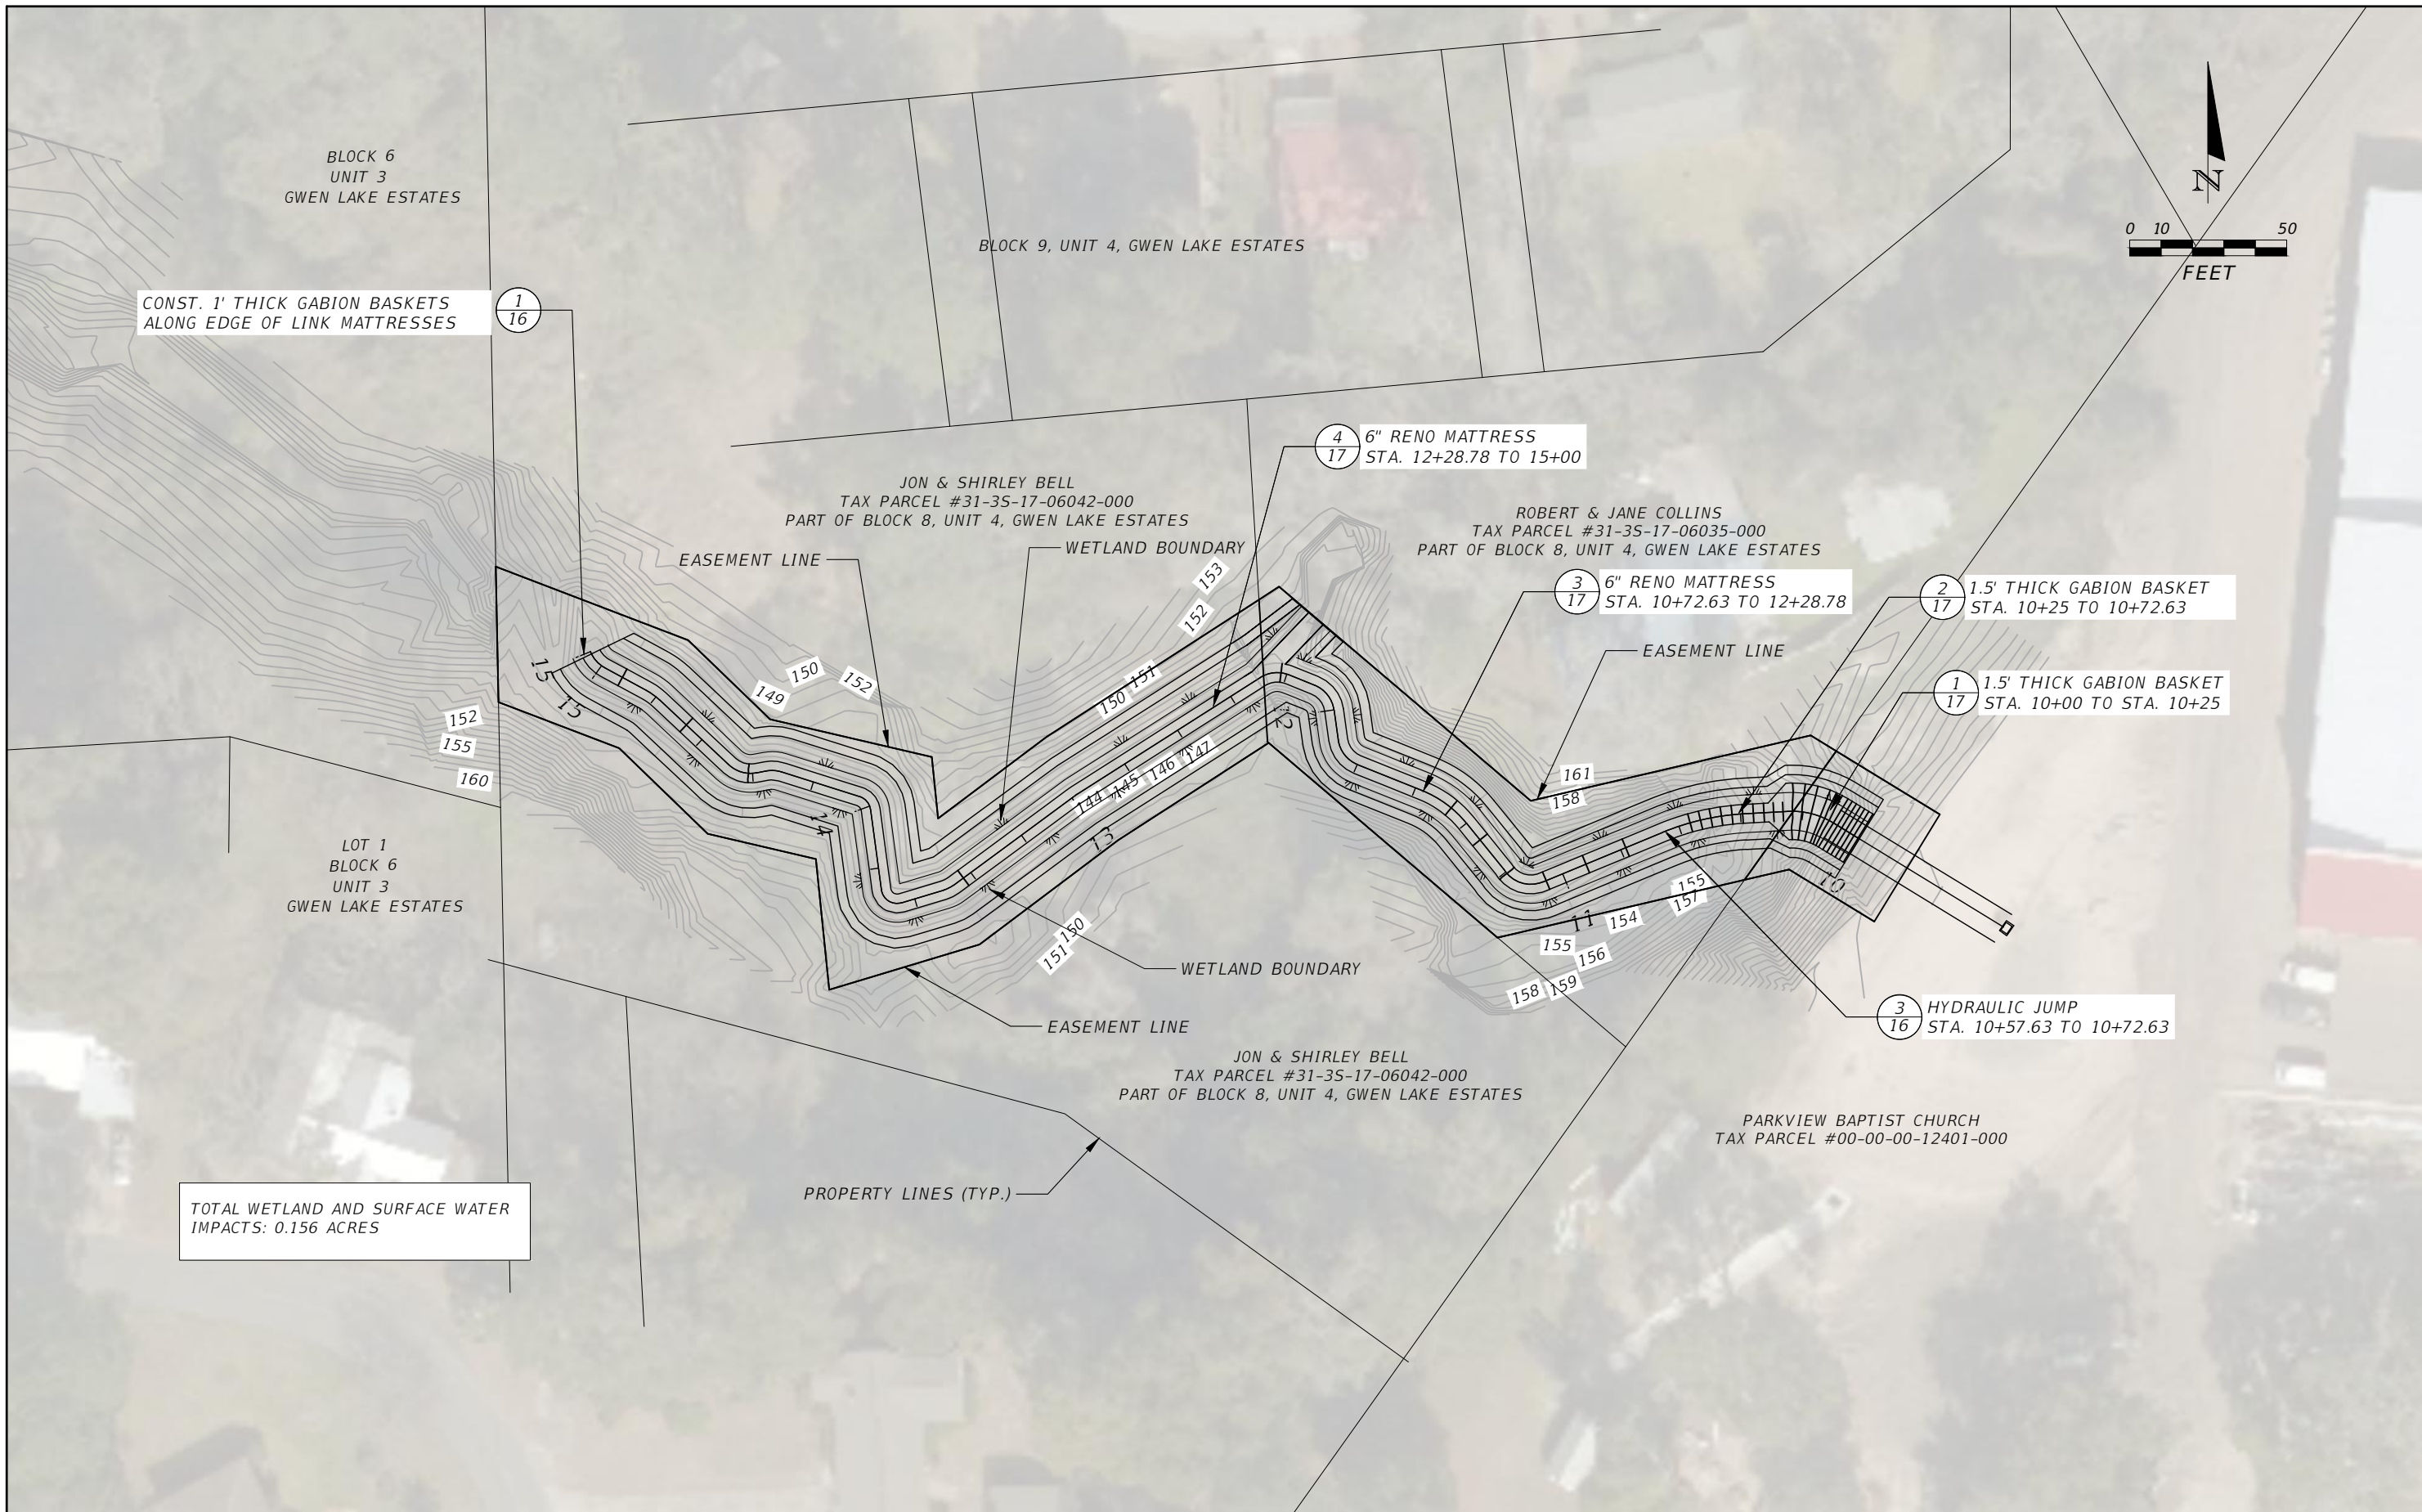 BLOCK 6
UNIT 3
GWEN LAKE ESTATES
BLOCK 9, UNIT 4, GWEN LAKE ESTATES
N
0 10 50
FEET
CONST. 1' THICK GABION BASKETS
ALONG EDGE OF LINK MATTRESSES
1
16
4
17
6" RENO MATTRESS
STA. 12+28.78 TO 15+00
JON & SHIRLEY BELL
TAX PARCEL #31-3S-17-06042-000
PART OF BLOCK 8, UNIT 4, GWEN LAKE ESTATES
ROBERT & JANE COLLINS
TAX PARCEL #31-3S-17-06035-000
PART OF BLOCK 8, UNIT 4, GWEN LAKE ESTATES
EASEMENT LINE
WETLAND BOUNDARY
3
17
6" RENO MATTRESS
STA. 10+72.63 TO 12+28.78
2
17
1.5' THICK GABION BASKET
STA. 10+25 TO 10+72.63
EASEMENT LINE
1
17
1.5' THICK GABION BASKET
STA. 10+00 TO STA. 10+25
153
152
150
151
150
149
152
15
15
152
155
160
12
147
146
145
144
13
14
161
158
10
155
157
11
154
155
156
158
159
150
151
LOT 1
BLOCK 6
UNIT 3
GWEN LAKE ESTATES
WETLAND BOUNDARY
EASEMENT LINE
3
16
HYDRAULIC JUMP
STA. 10+57.63 TO 10+72.63
JON & SHIRLEY BELL
TAX PARCEL #31-3S-17-06042-000
PART OF BLOCK 8, UNIT 4, GWEN LAKE ESTATES
PARKVIEW BAPTIST CHURCH
TAX PARCEL #00-00-00-12401-000
PROPERTY LINES (TYP.)
TOTAL WETLAND AND SURFACE WATER
IMPACTS: 0.156 ACRES